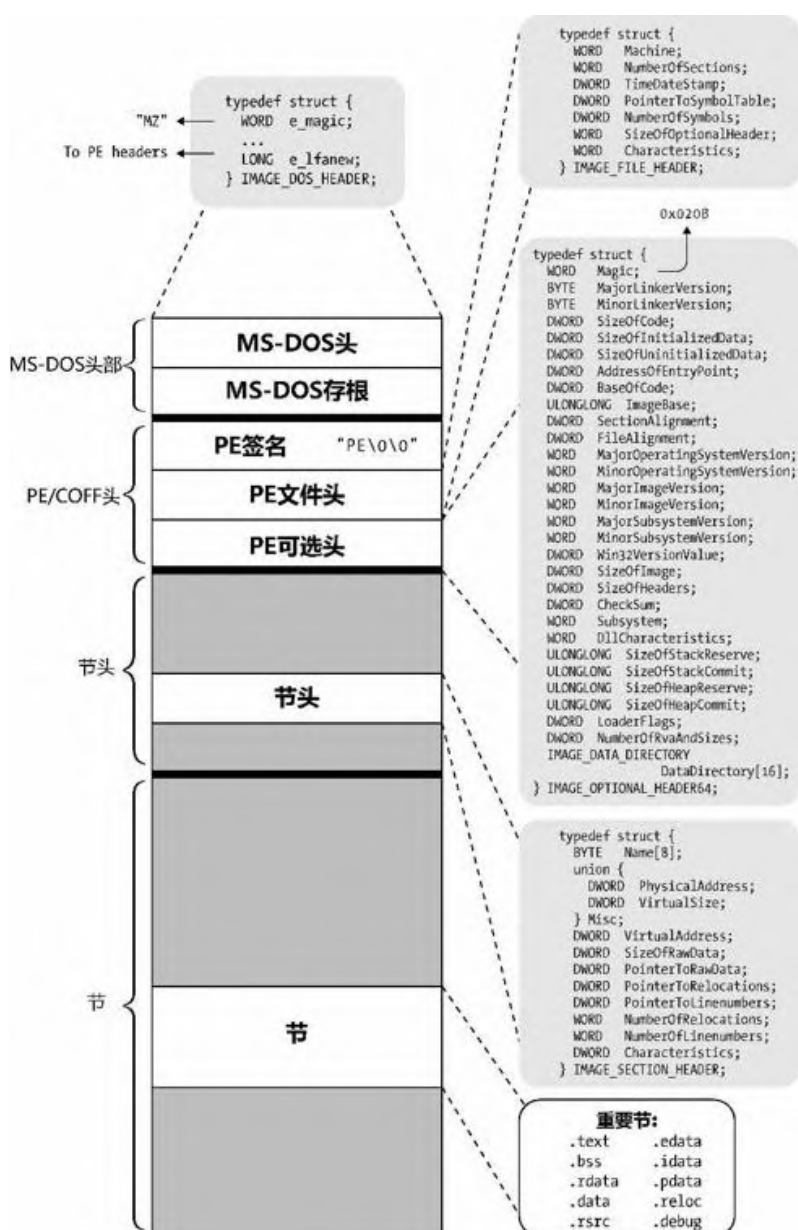 typedef struct {
WORD e_magic;
...
LONG e_lfanew;
} IMAGE_DOS_HEADER;
"MZ"
To PE headers
typedef struct {
WORD Machine;
WORD NumberOfSections;
DWORD TimeDateStamp;
DWORD PointerToSymbolTable;
DWORD NumberOfSymbols;
WORD SizeOfOptionalHeader;
WORD Characteristics;
} IMAGE_FILE_HEADER;
0x020B
typedef struct {
WORD Magic;
BYTE MajorLinkerVersion;
BYTE MinorLinkerVersion;
DWORD SizeOfCode;
DWORD SizeOfInitializedData;
DWORD SizeOfUninitializedData;
DWORD AddressOfEntryPoint;
DWORD BaseOfCode;
ULONGLONG ImageBase;
DWORD SectionAlignment;
DWORD FileAlignment;
WORD MajorOperatingSystemVersion;
WORD MinorOperatingSystemVersion;
WORD MajorImageVersion;
WORD MinorImageVersion;
WORD MajorSubsystemVersion;
WORD MinorSubsystemVersion;
DWORD Win32VersionValue;
DWORD SizeOfImage;
DWORD SizeOfHeaders;
DWORD CheckSum;
WORD Subsystem;
WORD DllCharacteristics;
ULONGLONG SizeOfStackReserve;
ULONGLONG SizeOfStackCommit;
ULONGLONG SizeOfHeapReserve;
ULONGLONG SizeOfHeapCommit;
DWORD LoaderFlags;
DWORD NumberOfRvaAndSizes;
IMAGE_DATA_DIRECTORY
DataDirectory[16];
} IMAGE_OPTIONAL_HEADER64;
MS-DOS头部
MS-DOS头
MS-DOS存根
PE/COFF头
PE签名 "PE\0\0"
PE文件头
PE可选头
节头
节头
节
节
typedef struct {
BYTE Name[8];
union {
DWORD PhysicalAddress;
DWORD VirtualSize;
} Misc;
DWORD VirtualAddress;
DWORD SizeOfRawData;
DWORD PointerToRawData;
DWORD PointerToRelocations;
DWORD PointerToLinenumbers;
WORD NumberOfRelocations;
WORD NumberOfLinenumbers;
DWORD Characteristics;
} IMAGE_SECTION_HEADER;
重要节:
.text .edata
.bss .idata
.rdata .pdata
.data .reloc
.rsrc .debug